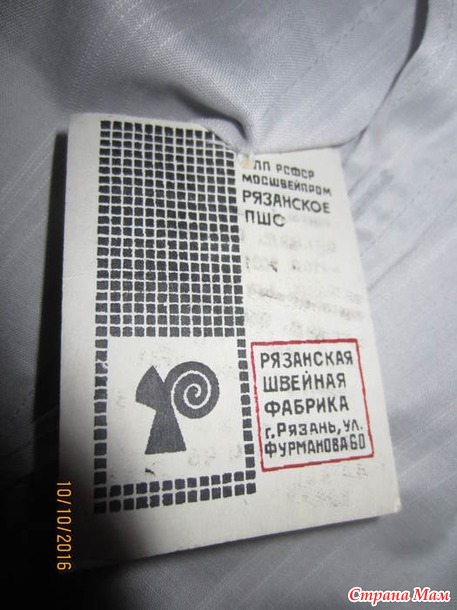 ЛП РСФСР
МОСШВЕЙПРОМ
РЯЗАНСКОЕ
ПШО
РЯЗАНСКАЯ
ШВЕЙНАЯ
ФАБРИКА
г. РЯЗАНЬ, УЛ.
ФУРМАНОВА 60
10/10/2016
Страна Мам